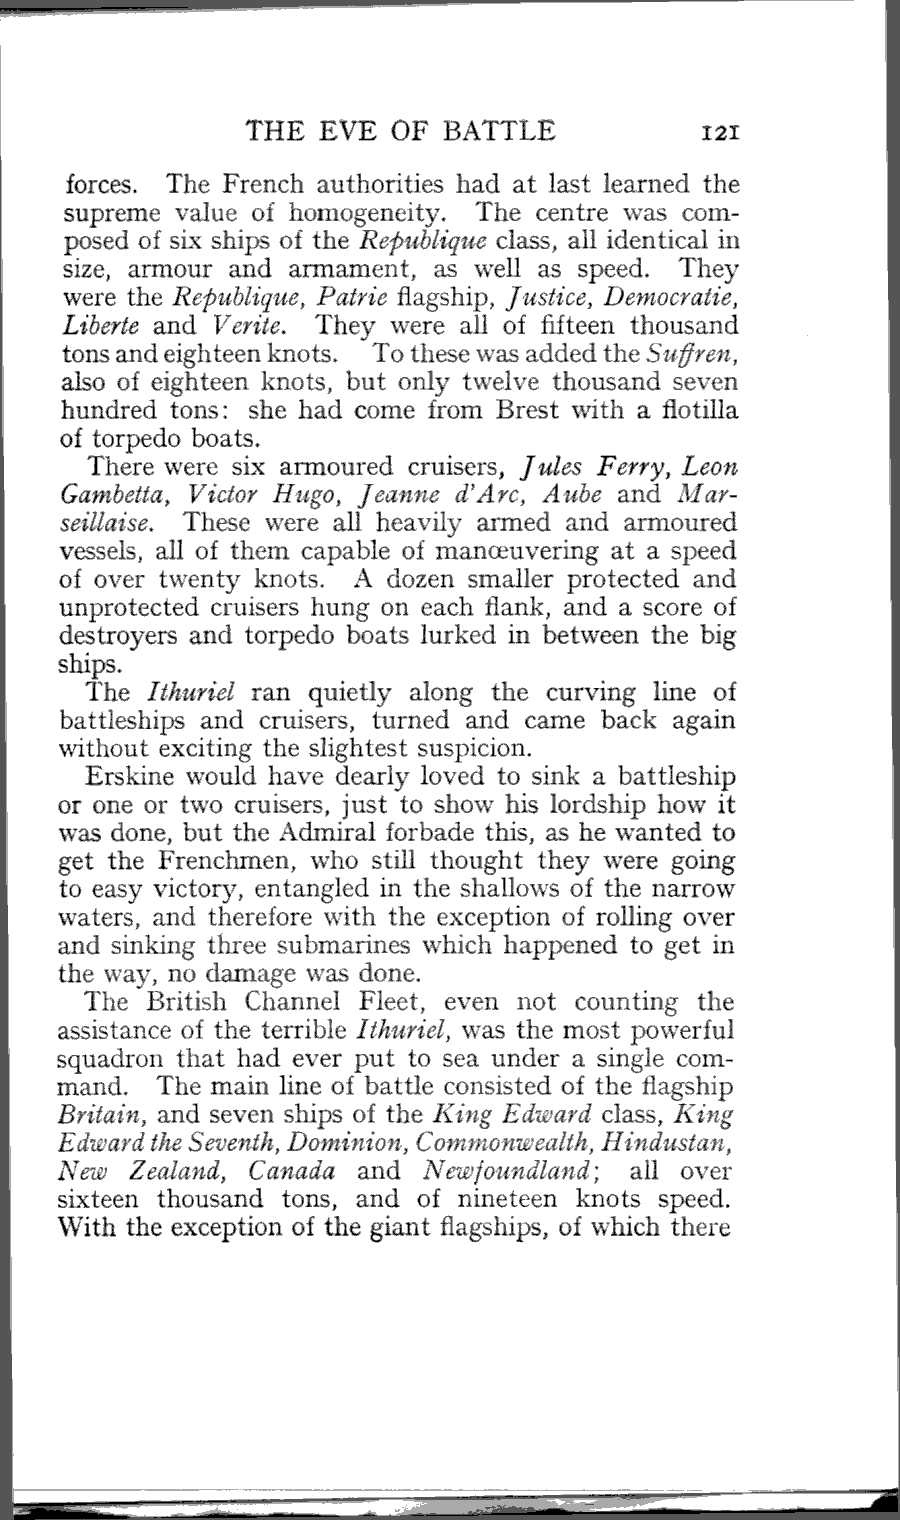 THE EVE OF BATTLE 121
forces. The French authorities had at last learned the
supreme value of homogeneity. The centre was com-
posed of six ships of the Republique class, all identical in
size, armour and armament, as well as speed. They
were the Republique, Patrie flagship, Justice, Democratie,
Liberte and Verite. They were all of fifteen thousand
tons and eighteen knots. To these was added the Suffren,
also of eighteen knots, but only twelve thousand seven
hundred tons: she had come from Brest with a flotilla
of torpedo boats.
There were six armoured cruisers, Jules Ferry, Leon
Gambetta, Victor Hugo, Jeanne d'Arc, Aube and Mar-
seillaise. These were all heavily armed and armoured
vessels, all of them capable of manœuvering at a speed
of over twenty knots. A dozen smaller protected and
unprotected cruisers hung on each flank, and a score of
destroyers and torpedo boats lurked in between the big
ships.
The Ithuriel ran quietly along the curving line of
battleships and cruisers, turned and came back again
without exciting the slightest suspicion.
Erskine would have dearly loved to sink a battleship
or one or two cruisers, just to show his lordship how it
was done, but the Admiral forbade this, as he wanted to
get the Frenchmen, who still thought they were going
to easy victory, entangled in the shallows of the narrow
waters, and therefore with the exception of rolling over
and sinking three submarines which happened to get in
the way, no damage was done.
The British Channel Fleet, even not counting the
assistance of the terrible Ithuriel, was the most powerful
squadron that had ever put to sea under a single com-
mand. The main line of battle consisted of the flagship
Britain, and seven ships of the King Edward class, King
Edward the Seventh, Dominion, Commonwealth, Hindustan,
New Zealand, Canada and Newfoundland; all over
sixteen thousand tons, and of nineteen knots speed.
With the exception of the giant flagships, of which there